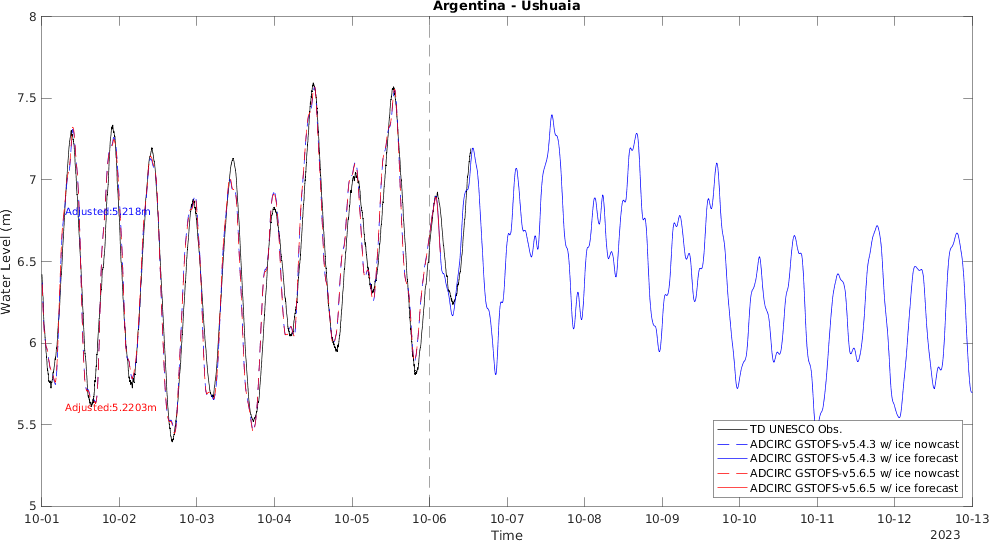 Argentina - Ushuaia
8
7.5
7
6.5
6
5.5
5
Water Level (m)
Adjusted:5.218m
Adjusted:5.2203m
TD UNESCO Obs.
ADCIRC GSTOFS-v5.4.3 w/ ice nowcast
ADCIRC GSTOFS-v5.4.3 w/ ice forecast
ADCIRC GSTOFS-v5.6.5 w/ ice nowcast
ADCIRC GSTOFS-v5.6.5 w/ ice forecast
10-01 10-02 10-03 10-04 10-05 10-06 10-07 10-08 10-09 10-10 10-11 10-12 10-13
Time
2023